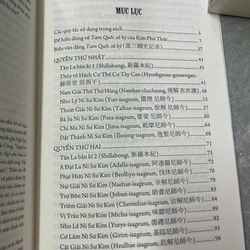 MỤC LỤC
Các quy tắc sử dụng trong sách 5
Để hiểu đúng về Tam Quốc sử ký của Kim Phú Thức
Biểu văn dâng Tam Quốc sử ký (進三國史記表)
QUYỂN THỨ NHẤT
Tân La bản kỉ 1 (Shillabongi, 新羅本紀)
Thủy tổ Hách Cư Thế Cư Tây Can (Hyeokgeose-geoseogan,
赫居世 居西干)
Nam Giải Thứ Thứ Hùng (Namhae chachaung, 南解次次雄)
Nho Lý Ni Sư Kim (Yuri-isageum, 儒理 尼師今)
Thoát Giải Ni Sư Kim (Talhae-isageum, 脫解尼師今)
Bà Sa Ni Sư Kim (Pasa-isageum, 婆娑 尼師今)
Chỉ Ma Ni Sư Kim (Jima-isageum, 祇摩尼師今)
Dật Thánh Ni Sư Kim (Ilseong-isageum, 逸聖尼師今)
QUYỂN THỨ HAI
Tân La bản kỉ 2 (Shillabongi, 新羅本紀)
A Đạt La Ni Sư Kim (Adalla-isageum, 阿達羅尼師今)
Phạt Hưu Ni Sư Kim (Beolhyu-isageum, 伐休尼師今)
Nại Giải Ni Sư Kim (Naehae-isageum, 奈解尼師今)
Trợ Bôn Ni Sư Kim (Jobun-isageum, 助賁尼師今)
Triêm Giải Ni Sư Kim (Cheomhae-isageum, 沾解尼師今)
Vị Trâu Ni Sư Kim (Michu-isageum, 味鄒尼師今)
Nho Lễ Ni Sư Kim (Yurye-isageum, 儒禮尼師今)
Cơ Lâm Ni Sư Kim (Girim-isageum, 基臨尼師今)
Cật Giải Ni Sư Kim (Heulhae-isageum, 訖解尼師今) 96